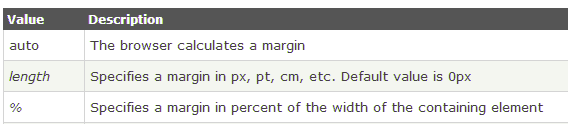 Value Description
auto The browser calculates a margin
length Specifies a margin in px, pt, cm, etc. Default value is 0px
% Specifies a margin in percent of the width of the containing element